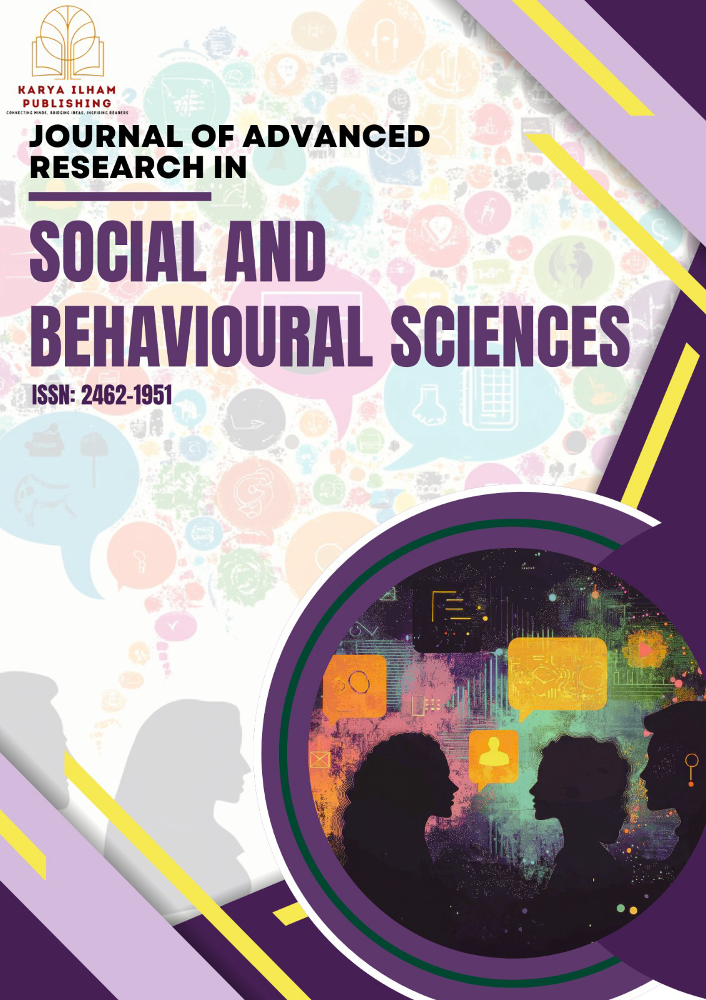 KARYA ILHAM
PUBLISHING
CONNECTING MINDS, BRIDGING IDEAS, INSPIRING READERS
JOURNAL OF ADVANCED
RESEARCH IN
SOCIAL AND
BEHAVIOURAL SCIENCES
ISSN: 2462-1951